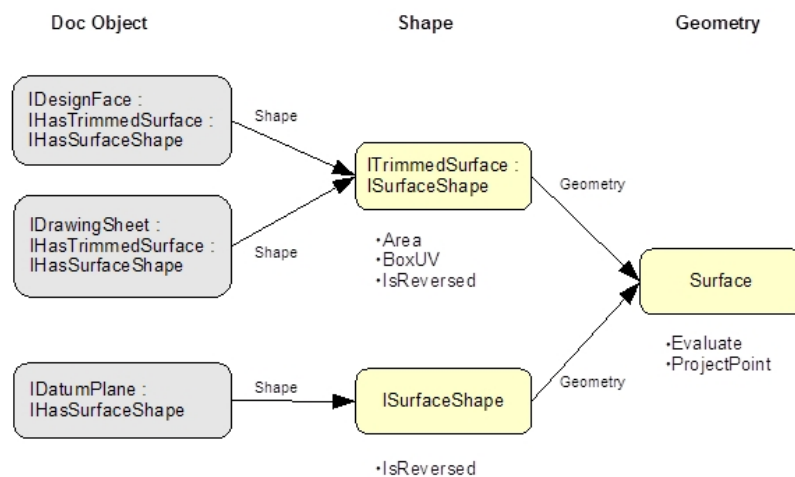 Doc Object
Shape
Geometry
IDesignFace :
IHasTrimmedSurface :
IHasSurfaceShape
Shape
ITrimmedSurface :
ISurfaceShape
Geometry
IDrawingSheet :
IHasTrimmedSurface :
IHasSurfaceShape
Shape
•Area
•BoxUV
•IsReversed
Surface
•Evaluate
•ProjectPoint
IDatumPlane :
IHasSurfaceShape
Shape
ISurfaceShape
Geometry
•IsReversed